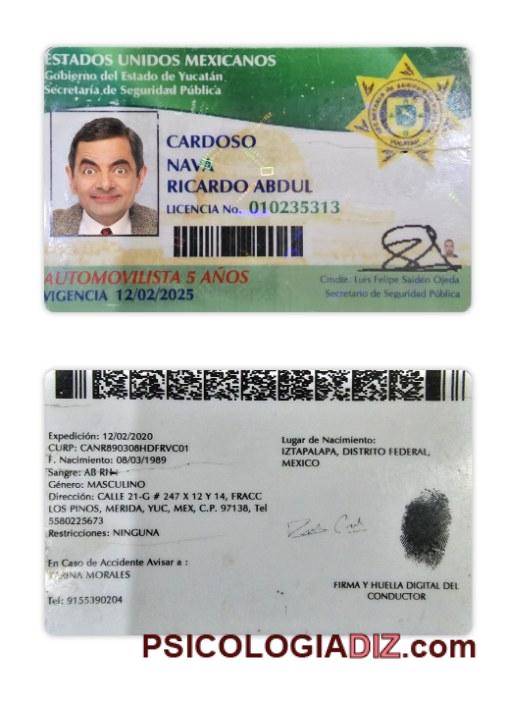 ESTADOS UNIDOS MEXICANOS
Gobierno del Estado de Yucatán
Secretaría de Seguridad Pública
CARDOSO
NAVA
RICARDO ABDUL
LICENCIA No. 010235313
AUTOMOVILISTA 5 AÑOS
VIGENCIA 12/02/2025
Cmdte. Luis Felipe Saidén Ojeda
Secretario de Seguridad Pública
Expedición: 12/02/2020
CURP: CANR890308HDFRVC01
F. Nacimiento: 08/03/1989
Sangre: AB RH
Género: MASCULINO
Dirección: CALLE 21-G # 247 X 12 Y 14, FRACC
LOS PINOS, MERIDA, YUC, MEX, C.P. 97138, Tel
5580225673
Restricciones: NINGUNA
En Caso de Accidente Avisar a :
KARINA MORALES
Tel: 9155390204
Lugar de Nacimiento:
IZTAPALAPA, DISTRITO FEDERAL,
MEXICO
FIRMA Y HUELLA DIGITAL DEL
CONDUCTOR
PSICOLOGIADIZ.com